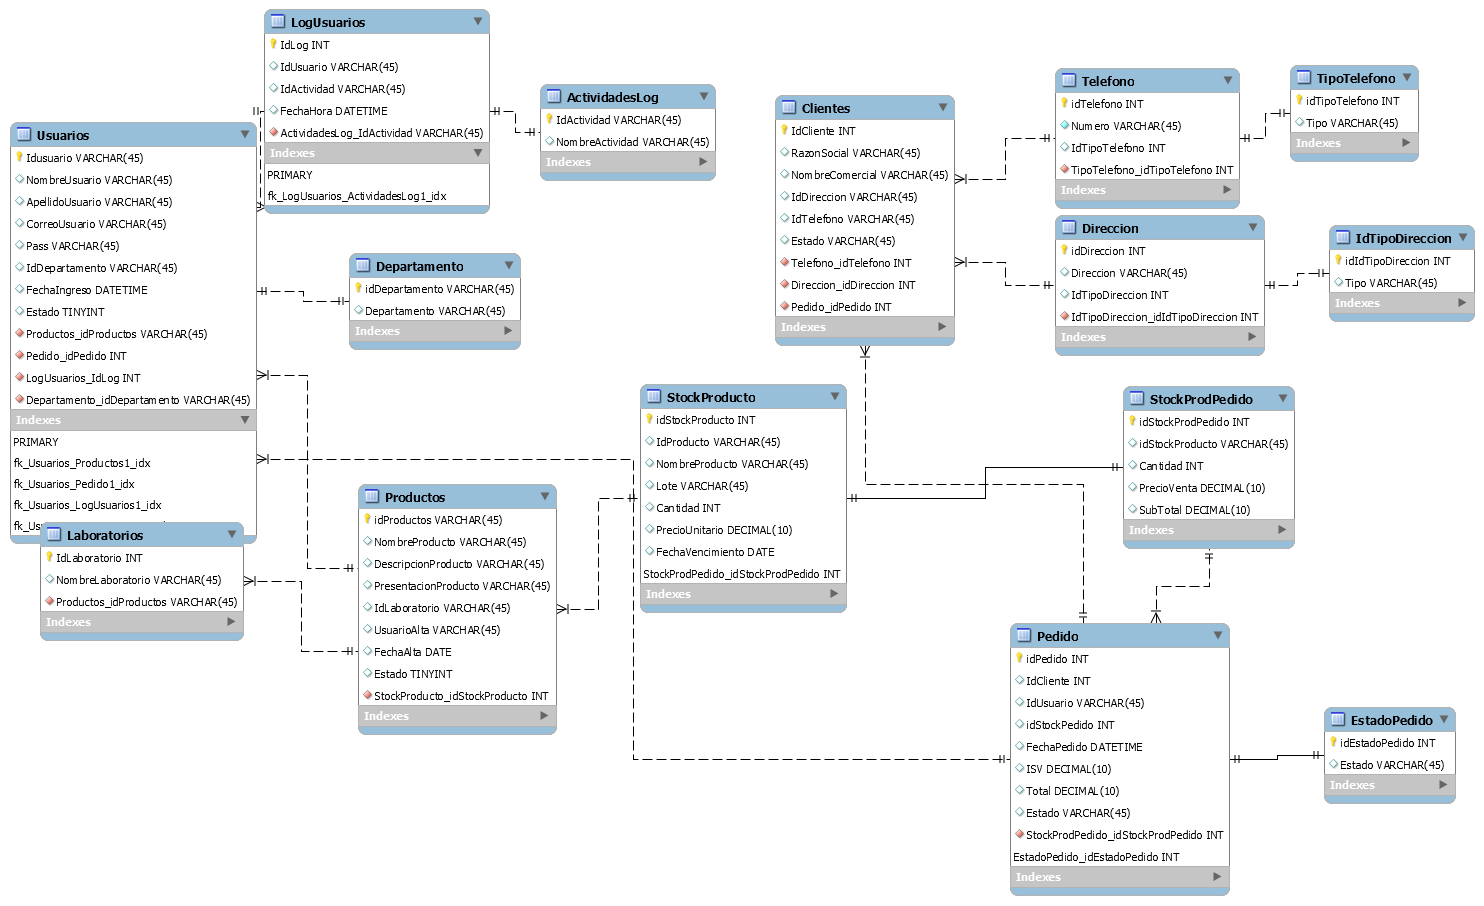 LogUsuarios
IdLog INT
IdUsuario VARCHAR(45)
IdActividad VARCHAR(45)
FechaHora DATETIME
ActividadesLog_IdActividad VARCHAR(45)
Indexes
PRIMARY
fk_LogUsuarios_ActividadesLog1_idx
ActividadesLog
IdActividad VARCHAR(45)
NombreActividad VARCHAR(45)
Indexes
Usuarios
Idusuario VARCHAR(45)
NombreUsuario VARCHAR(45)
ApellidoUsuario VARCHAR(45)
CorreoUsuario VARCHAR(45)
Pass VARCHAR(45)
IdDepartamento VARCHAR(45)
FechaIngreso DATETIME
Estado TINYINT
Productos_idProductos VARCHAR(45)
Pedido_idPedido INT
LogUsuarios_IdLog INT
Departamento_idDepartamento VARCHAR(45)
Indexes
PRIMARY
fk_Usuarios_Productos1_idx
fk_Usuarios_Pedido1_idx
fk_Usuarios_LogUsuarios1_idx
Departamento
idDepartamento VARCHAR(45)
Departamento VARCHAR(45)
Indexes
Laboratorios
IdLaboratorio INT
NombreLaboratorio VARCHAR(45)
Productos_idProductos VARCHAR(45)
Indexes
Productos
idProductos VARCHAR(45)
NombreProducto VARCHAR(45)
DescripcionProducto VARCHAR(45)
PresentacionProducto VARCHAR(45)
IdLaboratorio VARCHAR(45)
UsuarioAlta VARCHAR(45)
FechaAlta DATE
Estado TINYINT
StockProducto_idStockProducto INT
Indexes
StockProducto
idStockProducto INT
IdProducto VARCHAR(45)
NombreProducto VARCHAR(45)
Lote VARCHAR(45)
Cantidad INT
PrecioUnitario DECIMAL(10)
FechaVencimiento DATE
StockProdPedido_idStockProdPedido INT
Indexes
Clientes
IdCliente INT
RazonSocial VARCHAR(45)
NombreComercial VARCHAR(45)
IdDireccion VARCHAR(45)
IdTelefono VARCHAR(45)
Estado VARCHAR(45)
Telefono_idTelefono INT
Direccion_idDireccion INT
Pedido_idPedido INT
Indexes
Telefono
idTelefono INT
Numero VARCHAR(45)
IdTipoTelefono INT
TipoTelefono_idTipoTelefono INT
Indexes
TipoTelefono
idTipoTelefono INT
Tipo VARCHAR(45)
Indexes
Direccion
idDireccion INT
Direccion VARCHAR(45)
IdTipoDireccion INT
IdTipoDireccion_idIdTipoDireccion INT
Indexes
IdTipoDireccion
idIdTipoDireccion INT
Tipo VARCHAR(45)
Indexes
StockProdPedido
idStockProdPedido INT
idStockProducto VARCHAR(45)
Cantidad INT
PrecioVenta DECIMAL(10)
SubTotal DECIMAL(10)
Indexes
Pedido
idPedido INT
IdCliente INT
IdUsuario VARCHAR(45)
idStockPedido INT
FechaPedido DATETIME
ISV DECIMAL(10)
Total DECIMAL(10)
Estado VARCHAR(45)
StockProdPedido_idStockProdPedido INT
EstadoPedido_idEstadoPedido INT
Indexes
EstadoPedido
idEstadoPedido INT
Estado VARCHAR(45)
Indexes